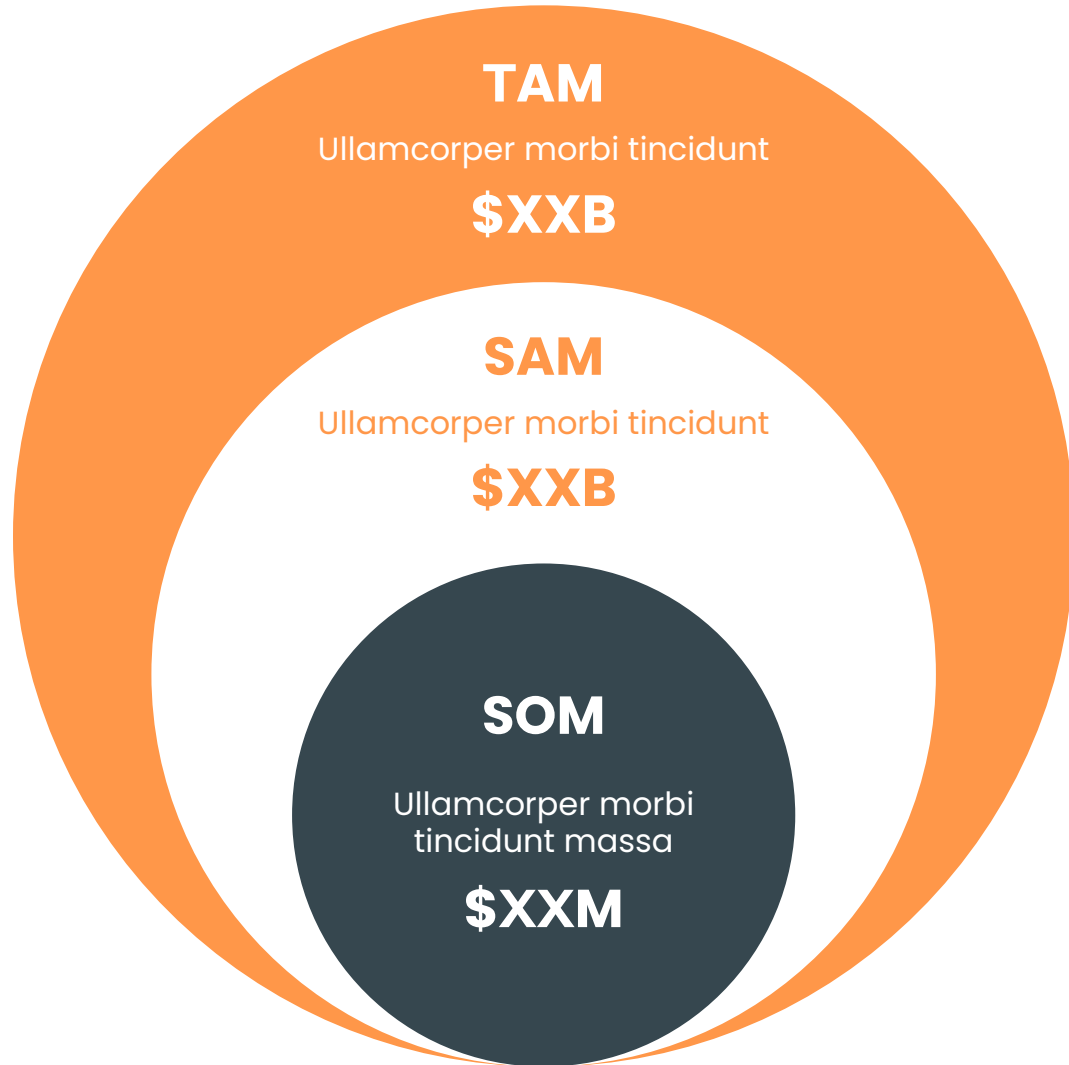 TAM
Ullamcorper morbi tincidunt
$XXB
SAM
Ullamcorper morbi tincidunt
$XXB
SOM
Ullamcorper morbi
tincidunt massa
$XXM